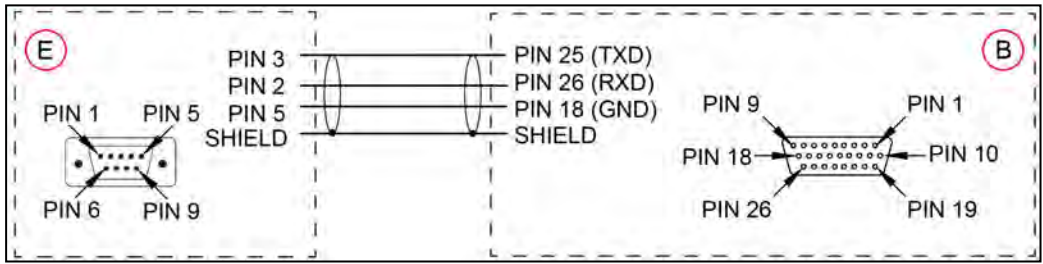 E
B
PIN 3
PIN 25 (TXD)
PIN 2
PIN 26 (RXD)
PIN 5
PIN 18 (GND)
SHIELD
SHIELD
PIN 1
PIN 5
PIN 6
PIN 9
PIN 9
PIN 1
PIN 18
PIN 10
PIN 26
PIN 19